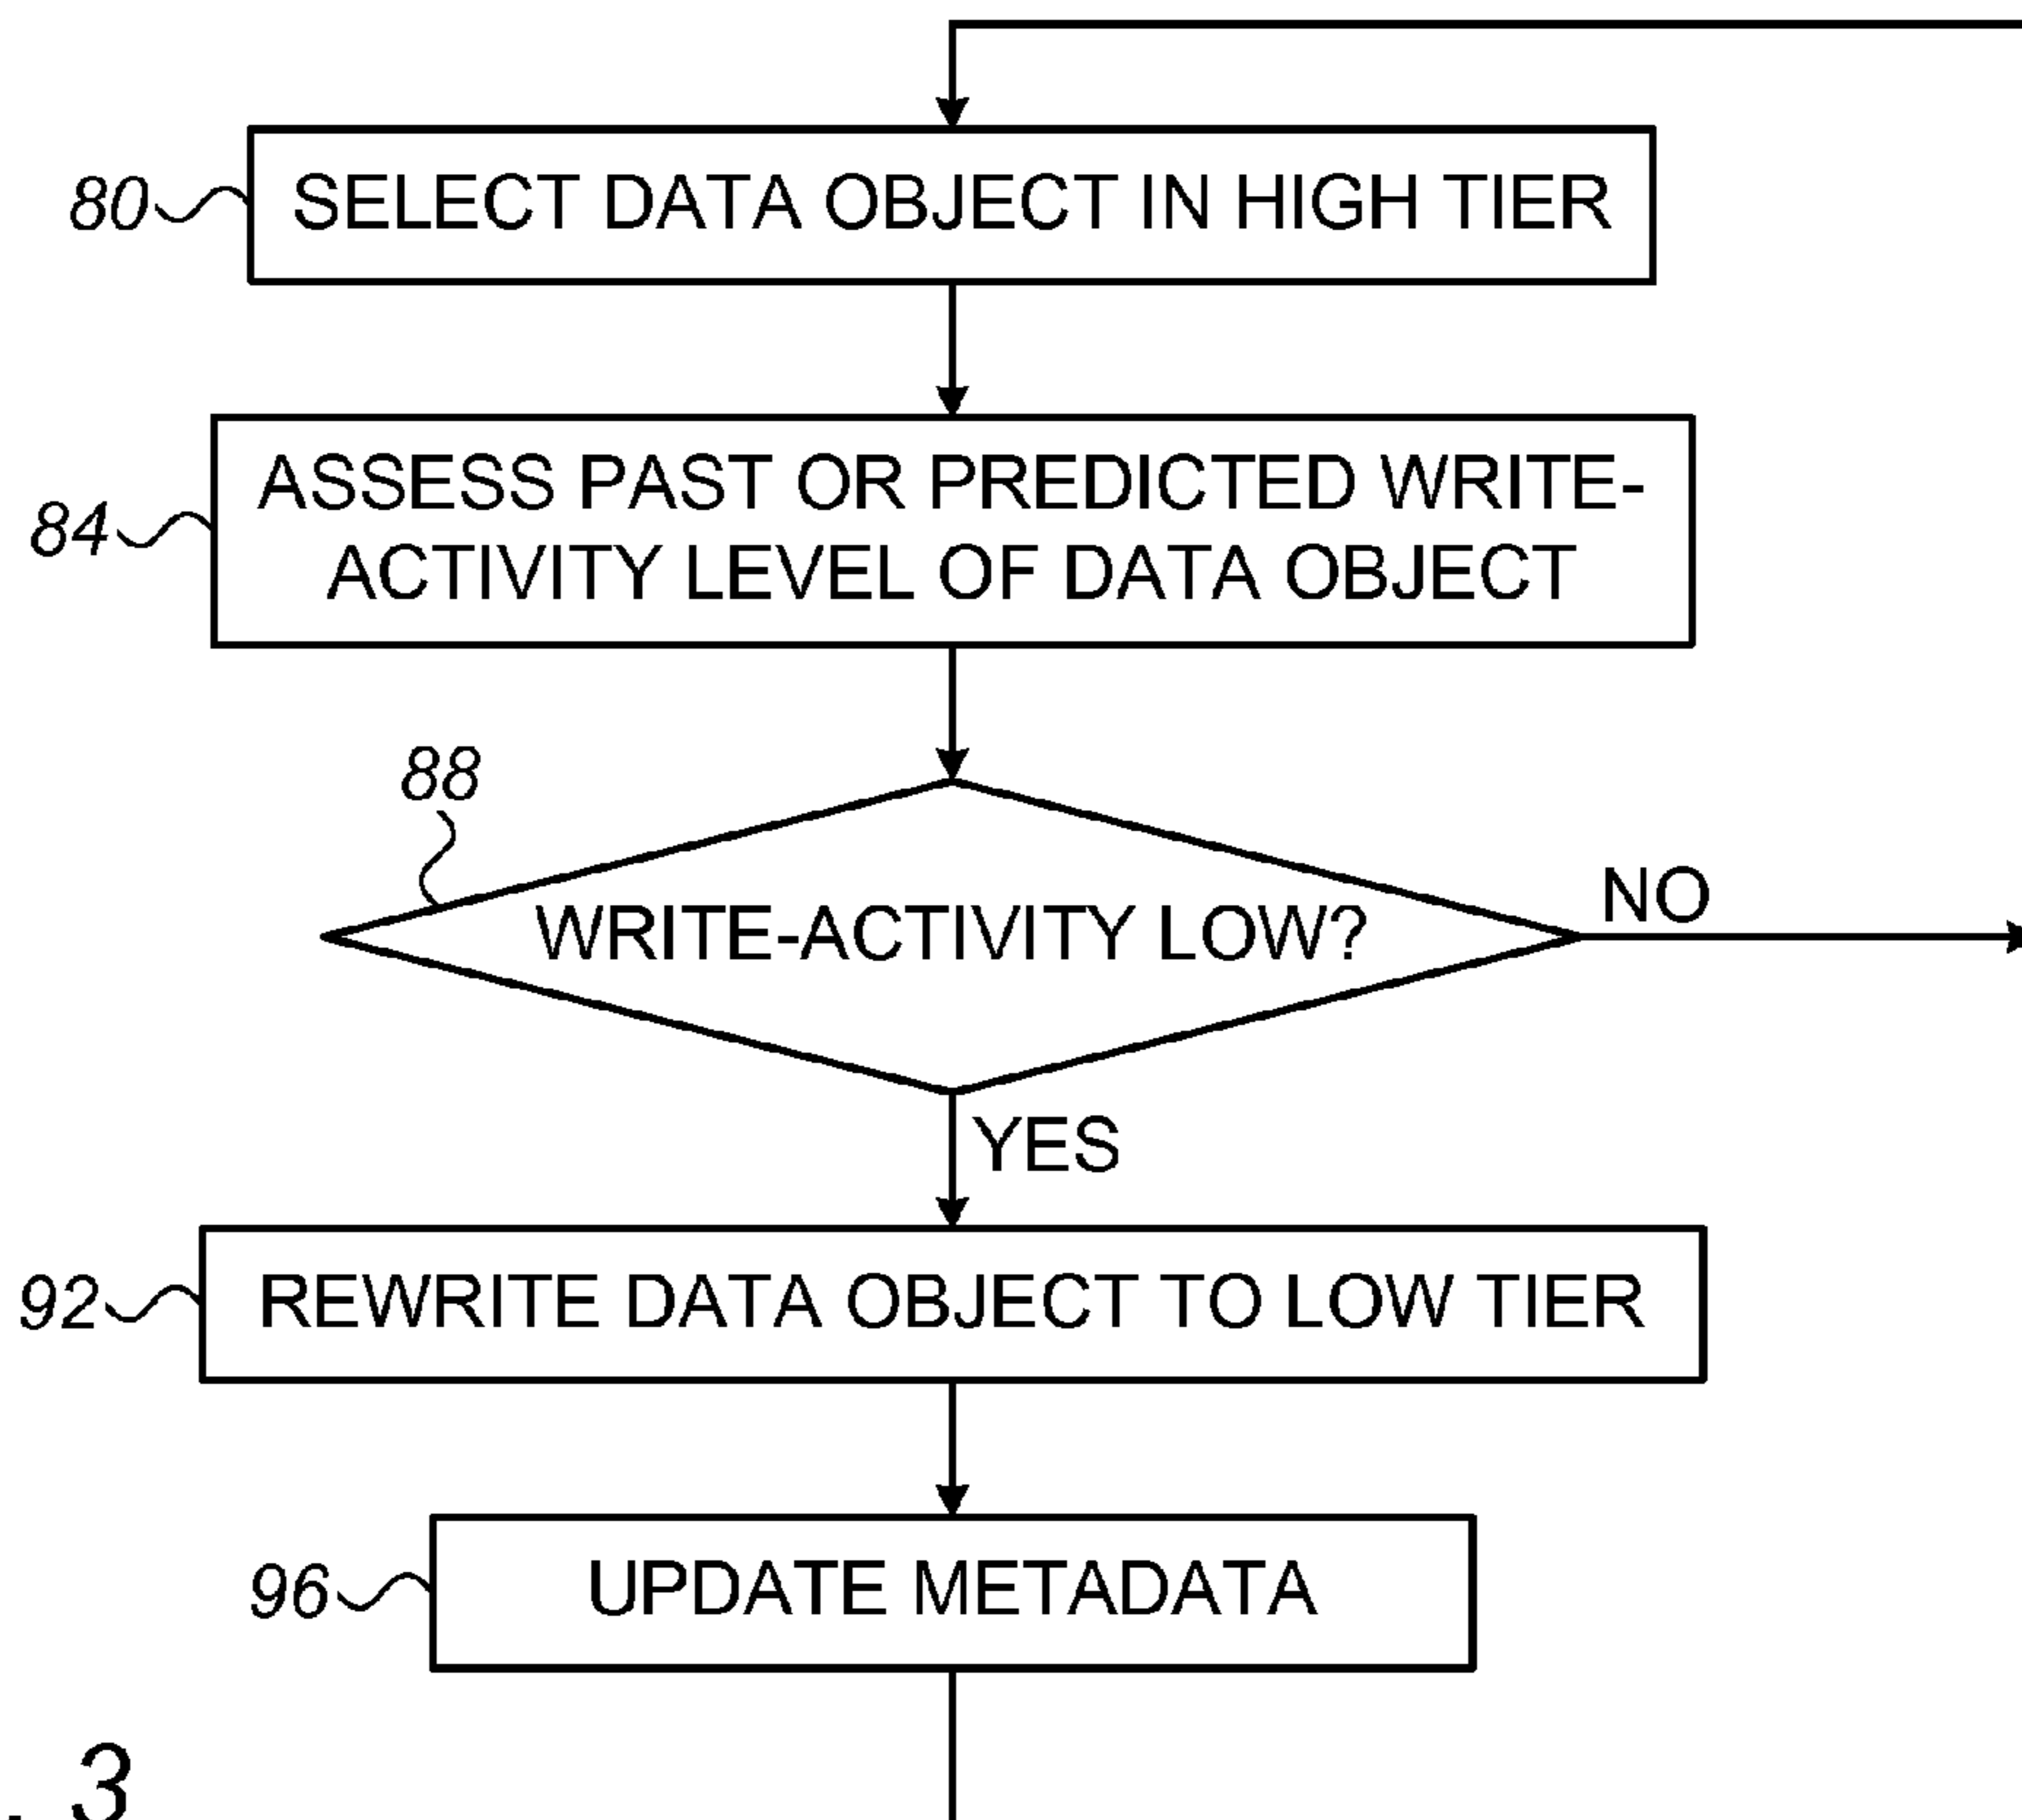 80 SELECT DATA OBJECT IN HIGH TIER
ASSESS PAST OR PREDICTED WRITE-
84
ACTIVITY LEVEL OF DATA OBJECT
88
NO
WRITE-ACTIVITY LOW?
YES
92 REWRITE DATA OBJECT TO LOW TIER
96 UPDATE METADATA
. 3